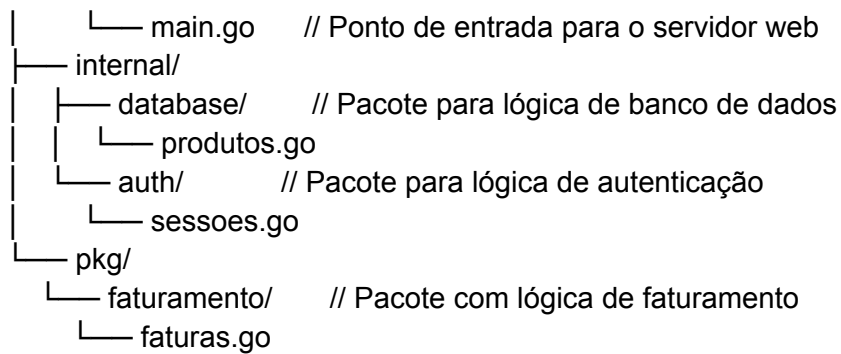 │       └── main.go    // Ponto de entrada para o servidor web
├── internal/
│   ├── database/      // Pacote para lógica de banco de dados
│   │   └── produtos.go
│   └── auth/          // Pacote para lógica de autenticação
│       └── sessoes.go
└── pkg/
    └── faturamento/     // Pacote com lógica de faturamento
        └── faturas.go